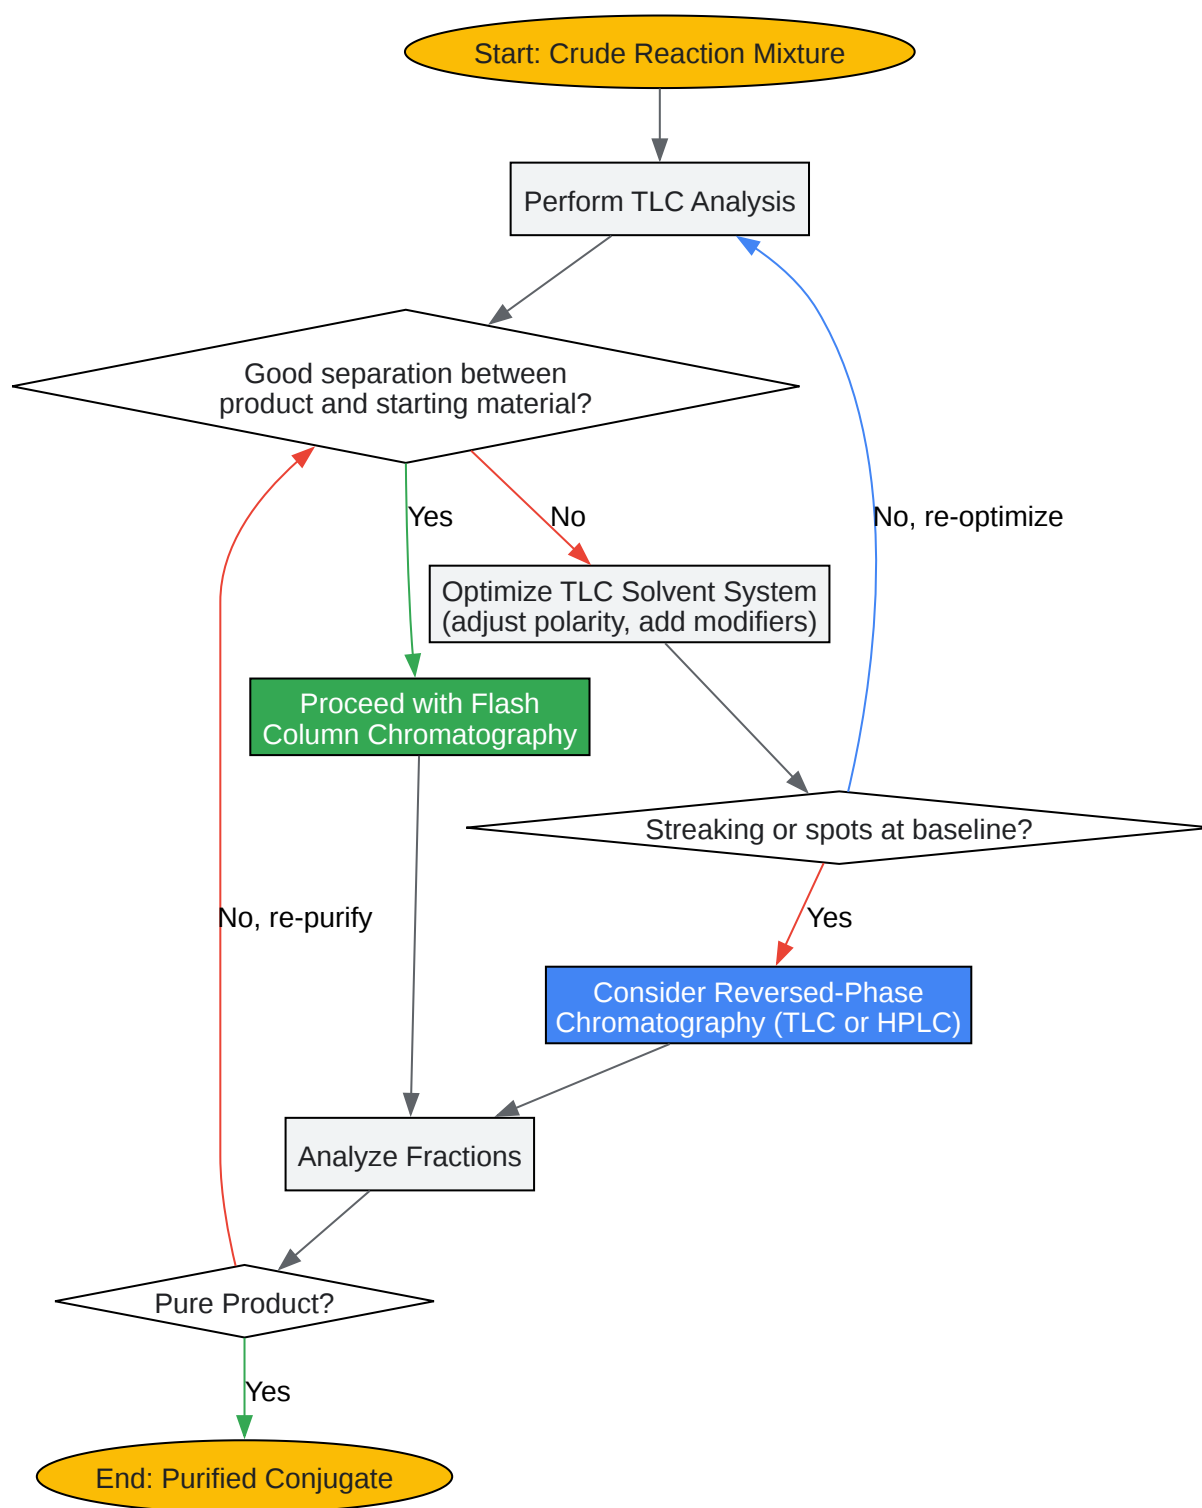 Start: Crude Reaction Mixture
Perform TLC Analysis
Good separation between
product and starting material?
Yes
No
No, re-optimize
Optimize TLC Solvent System
(adjust polarity, add modifiers)
Proceed with Flash
Column Chromatography
Streaking or spots at baseline?
No, re-purify
Yes
Consider Reversed-Phase
Chromatography (TLC or HPLC)
Analyze Fractions
Pure Product?
Yes
End: Purified Conjugate